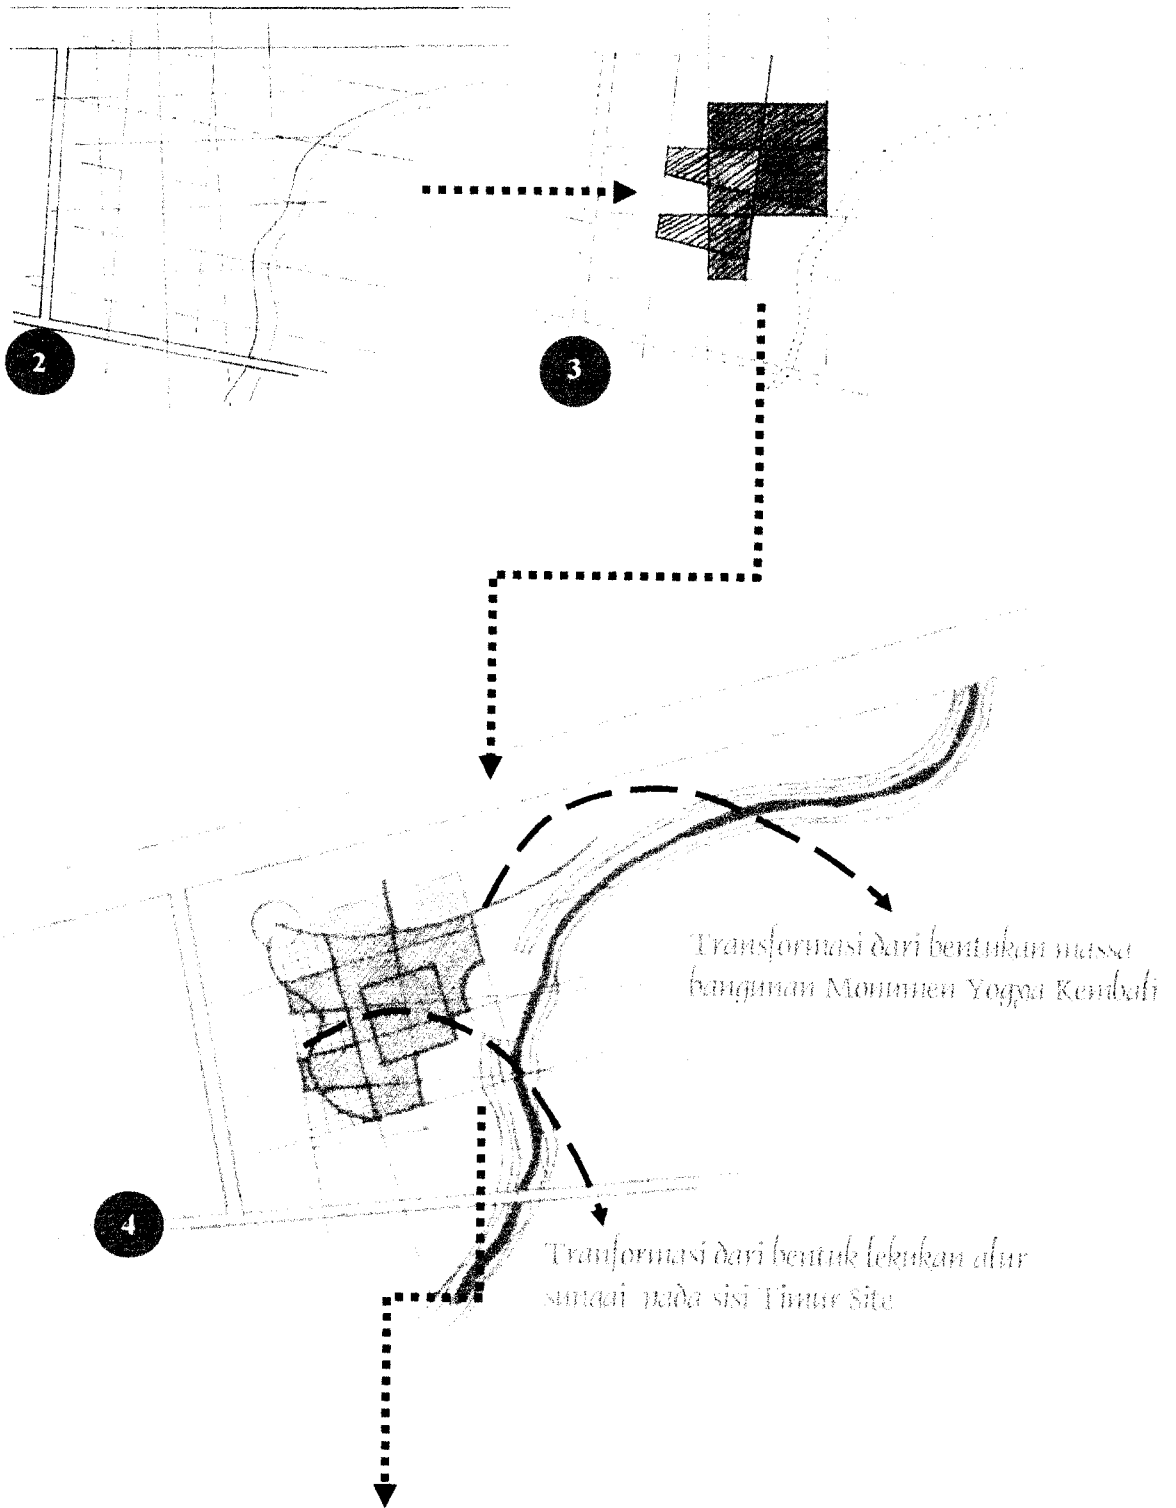 2
3
Transformasi dari bentukan massa
bangunan Monumen Yogya Kembali
4
Tranformasi dari bentuk lekukan alur
sungai pada sisi Timur Site